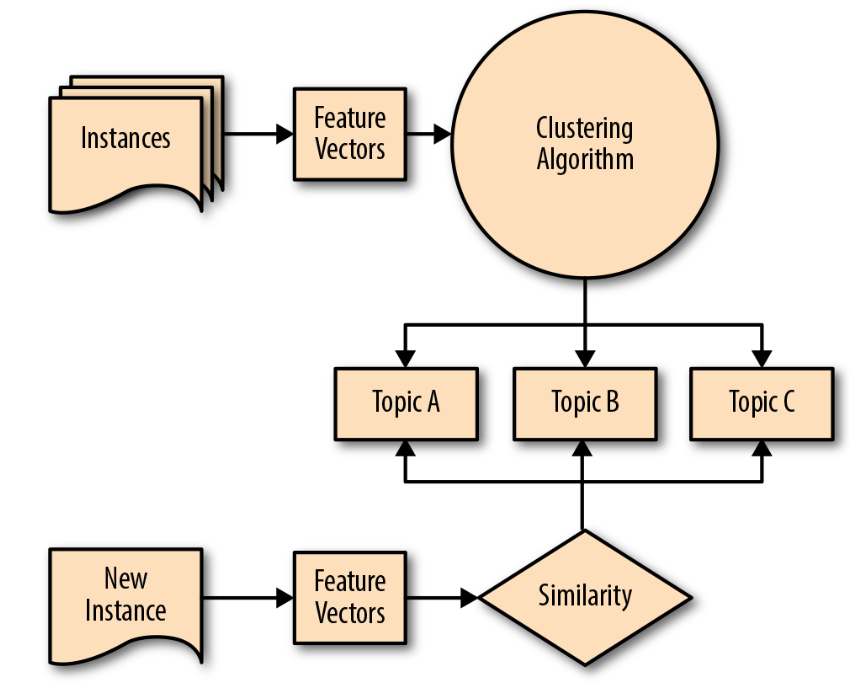 Instances
Feature
Vectors
Clustering
Algorithm
Topic A
Topic B
Topic C
New
Instance
Feature
Vectors
Similarity